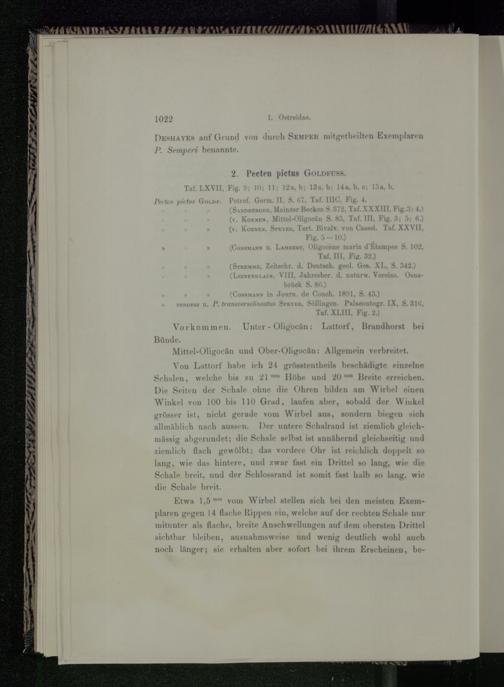 1022
1. Ostreidae.
Deshayes auf Grund von durch Semper mitgetheilten Exemplaren
P. Semperi benannte.
2. Pecten pictus Goldfuss.
Taf. LXVII, Fig. 9; 10; 11; 12a, b; 13a, b; 14a, b, c; 15a, b.
Pecten pictus Goldf. Petref. Germ. II, S. 67, Taf. IIIC, Fig. 4.
» » » (Sandberger, Mainzer Becken S. 372, Taf. XXXIII, Fig. 3; 4.)
» » » (v. Koenen, Mittel-Oligocän S. 85, Taf. III, Fig. 3; 5; 6.)
» » » (v. Koenen, Speyer, Tert. Bivalv. von Cassel. Taf. XXVII,
Fig. 5—10.)
» » » (Cossmann u. Lambert, Oligocène marin d'Étampes S. 102,
Taf. III, Fig. 32.)
» » » (Stremme, Zeitschr. d. Deutsch. geol. Ges. XL, S. 342.)
» » » (Lienenklaus, VIII, Jahresber. d. naturw. Vereins. Osna-
brück S. 86.)
» » » (Cossmann in Journ. de Conch. 1891, S. 43.)
» P. transversesinuatus Speyer, Söllingen. Palaeontogr. IX, S. 316,
Taf. XLIII, Fig. 2.)
Vorkommen. Unter-Oligocän: Lattorf, Brandhorst bei
Bünde.
Mittel-Oligocän und Ober-Oligocän: Allgemein verbreitet.
Von Lattorf habe ich 24 grösstentheils beschädigte einzelne
Schalen, welche bis zu 21 mm Höhe und 20 mm Breite erreichen.
Die Seiten der Schale ohne die Ohren bilden am Wirbel einen
Winkel von 100 bis 110 Grad, laufen aber, sobald der Winkel
grösser ist, nicht gerade vom Wirbel aus, sondern biegen sich
allmählich nach aussen. Der untere Schalrand ist ziemlich gleich-
mässig abgerundet; die Schale selbst ist annähernd gleichseitig und
ziemlich flach gewölbt; das vordere Ohr ist reichlich doppelt so
lang, wie das hintere, und zwar fast ein Drittel so lang, wie die
Schale breit, und der Schlossrand ist somit fast halb so lang, wie
die Schale breit.
Etwa 1,5 mm vom Wirbel stellen sich bei den meisten Exem-
plaren gegen 14 flache Rippen ein, welche auf der rechten Schale nur
mitunter als flache, breite Anschwellungen auf dem obersten Drittel
sichtbar bleiben, ausnahmsweise und wenig deutlich wohl auch
noch länger; sie erhalten aber sofort bei ihrem Erscheinen, be-